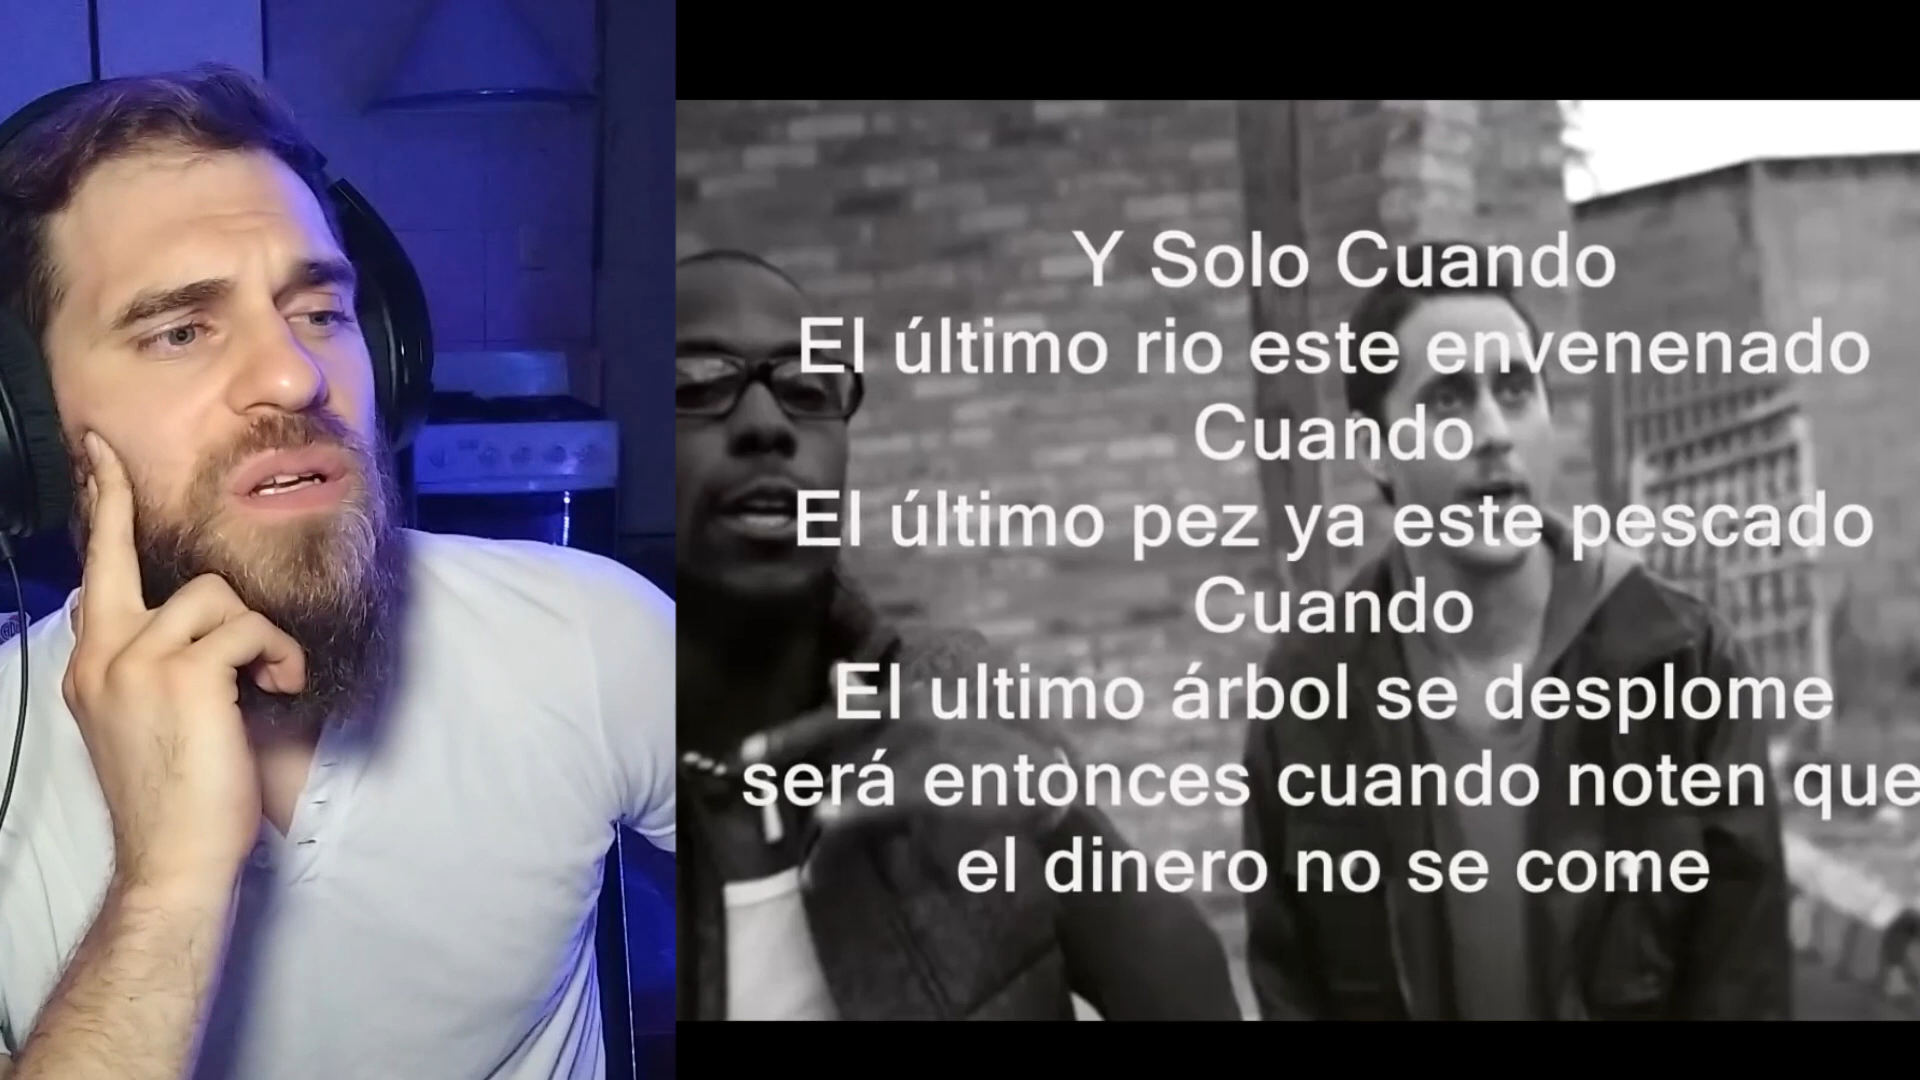 Y Solo Cuando
El último rio este envenenado
Cuando
El último pez ya este pescado
Cuando
El ultimo árbol se desplome
será entonces cuando noten que
el dinero no se come